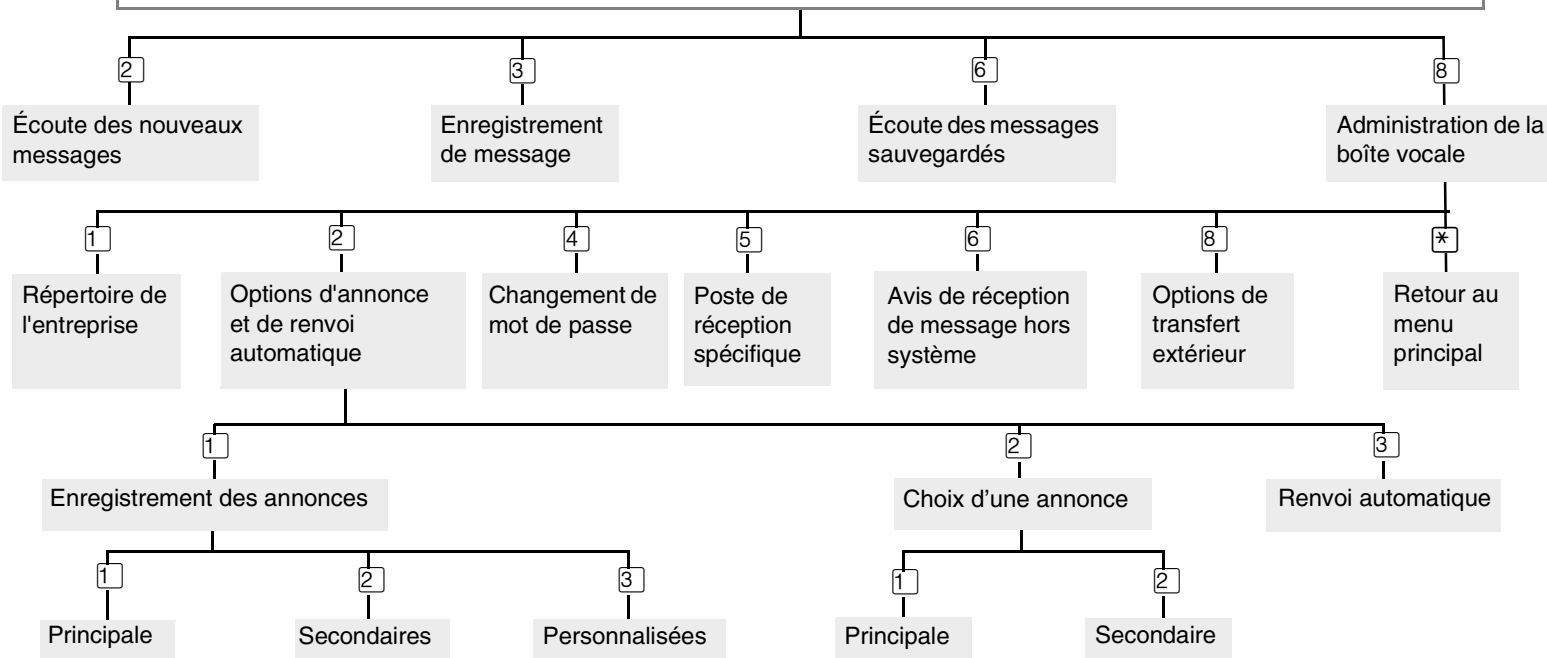 2
3
6
8
Écoute des nouveaux
messages
Enregistrement
de message
Écoute des messages
sauvegardés
Administration de la
boîte vocale
1
2
4
5
6
8
*
Répertoire de
l'entreprise
Options d'annonce
et de renvoi
automatique
Changement de
mot de passe
Poste de
réception
spécifique
Avis de réception
de message hors
système
Options de
transfert
extérieur
Retour au
menu
principal
1
2
3
Enregistrement des annonces
Choix d’une annonce
Renvoi automatique
1
2
3
1
2
Principale
Secondaires
Personnalisées
Principale
Secondaire